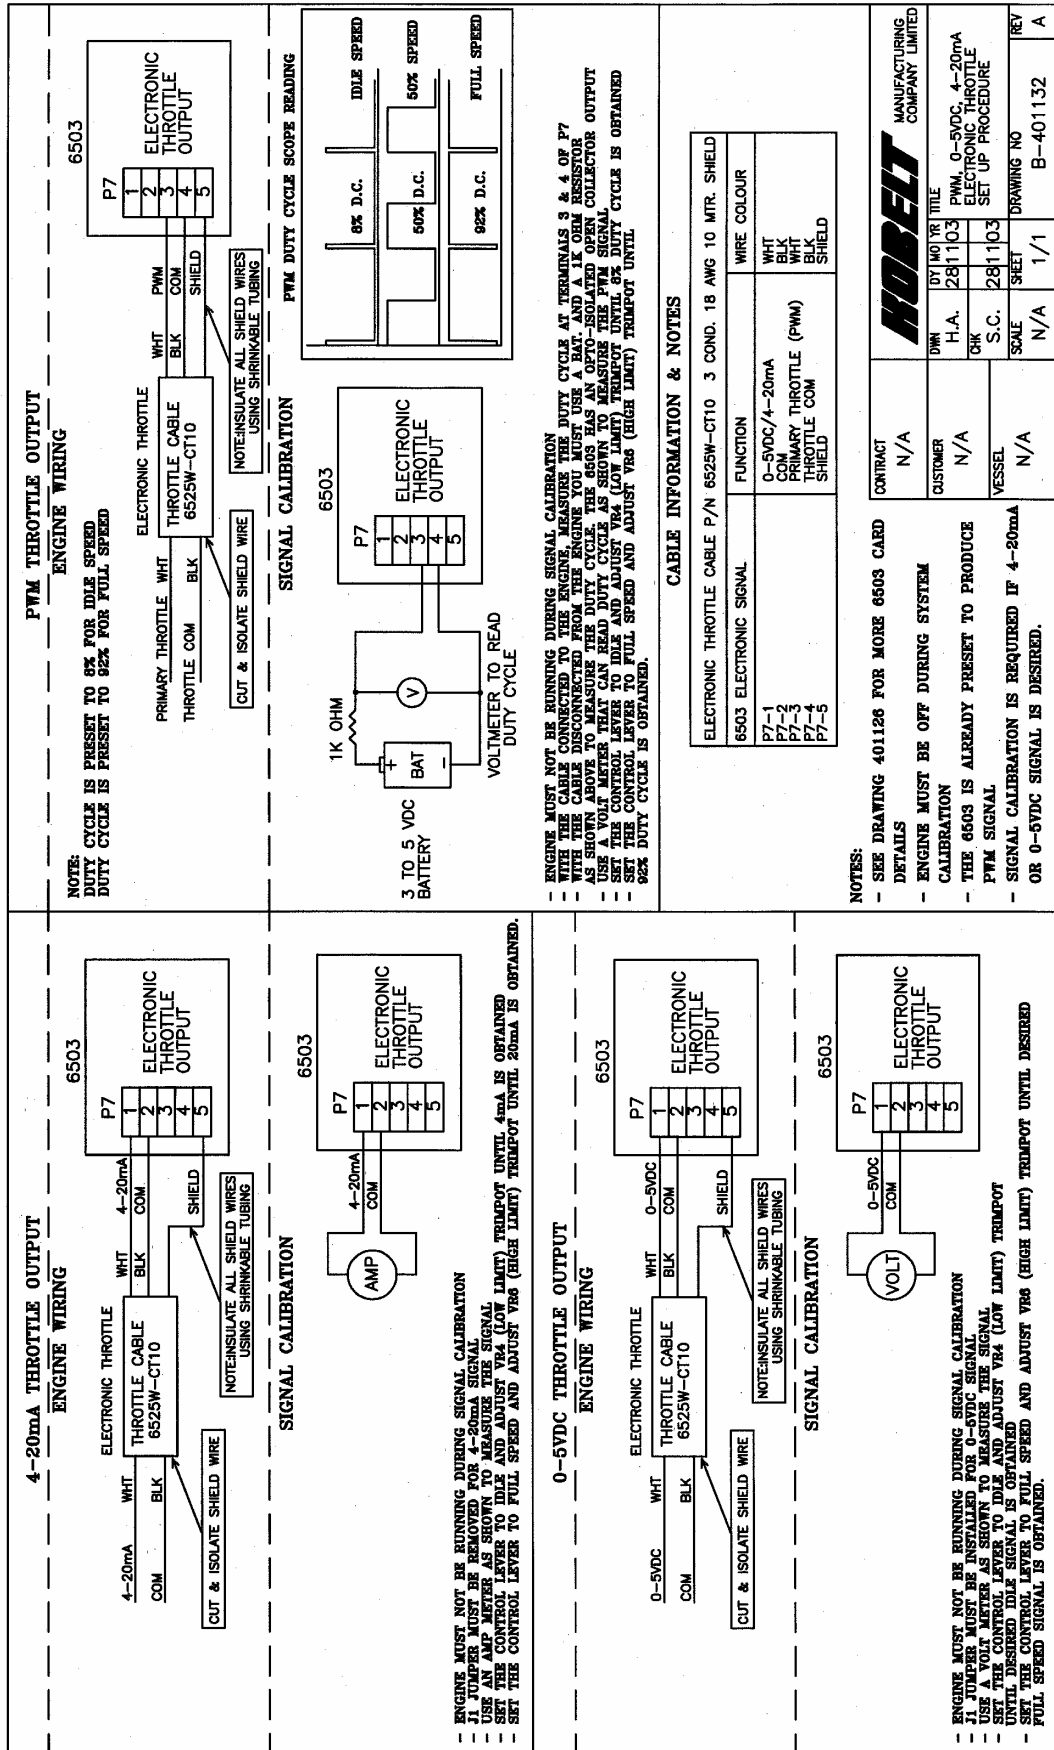 4-20mA THROTTLE OUTPUT
ENGINE WIRING
6503
P7
1
2
3
4
5
ELECTRONIC
THROTTLE
OUTPUT
4-20mA
COM
SHIELD
WHT
BLK
ELECTRONIC THROTTLE
THROTTLE CABLE
6525W-CT10
4-20mA
WHT
COM
BLK
CUT & ISOLATE SHIELD WIRE
NOTE:INSULATE ALL SHIELD WIRES
USING SHRINKABLE TUBING
SIGNAL CALIBRATION
6503
P7
1
2
3
4
5
ELECTRONIC
THROTTLE
OUTPUT
4-20mA
COM
AMP
- ENGINE MUST NOT BE RUNNING DURING SIGNAL CALIBRATION
- J1 JUMPER MUST BE REMOVED FOR 4-20mA SIGNAL
- USE AN AMP METER AS SHOWN TO MEASURE THE SIGNAL
- SET THE CONTROL LEVER TO IDLE AND ADJUST VR4 (LOW LIMIT) TRIMPOT UNTIL 4mA IS OBTAINED
- SET THE CONTROL LEVER TO FULL SPEED AND ADJUST VR6 (HIGH LIMIT) TRIMPOT UNTIL 20mA IS OBTAINED.
0-5VDC THROTTLE OUTPUT
ENGINE WIRING
6503
P7
1
2
3
4
5
ELECTRONIC
THROTTLE
OUTPUT
0-5VDC
COM
SHIELD
WHT
BLK
ELECTRONIC THROTTLE
THROTTLE CABLE
6525W-CT10
0-5VDC
WHT
COM
BLK
CUT & ISOLATE SHIELD WIRE
NOTE:INSULATE ALL SHIELD WIRES
USING SHRINKABLE TUBING
SIGNAL CALIBRATION
6503
P7
1
2
3
4
5
ELECTRONIC
THROTTLE
OUTPUT
0-5VDC
COM
VOLT
- ENGINE MUST NOT BE RUNNING DURING SIGNAL CALIBRATION
- J1 JUMPER MUST BE INSTALLED FOR 0-5VDC SIGNAL
- USE A VOLT METER AS SHOWN TO MEASURE THE SIGNAL
- SET THE CONTROL LEVER TO IDLE AND ADJUST VR4 (LOW LIMIT) TRIMPOT
UNTIL DESIRED IDLE SIGNAL IS OBTAINED
- SET THE CONTROL LEVER TO FULL SPEED AND ADJUST VR6 (HIGH LIMIT) TRIMPOT UNTIL DESIRED
FULL SPEED SIGNAL IS OBTAINED.
PWM THROTTLE OUTPUT
ENGINE WIRING
NOTE:
DUTY CYCLE IS PRESET TO 8% FOR IDLE SPEED
DUTY CYCLE IS PRESET TO 92% FOR FULL SPEED
6503
P7
1
2
3
4
5
ELECTRONIC
THROTTLE
OUTPUT
WHT
PWM
BLK
COM
SHIELD
ELECTRONIC THROTTLE
THROTTLE CABLE
6525W-CT10
PRIMARY THROTTLE
WHT
THROTTLE COM
BLK
CUT & ISOLATE SHIELD WIRE
NOTE:INSULATE ALL SHIELD WIRES
USING SHRINKABLE TUBING
SIGNAL CALIBRATION
6503
P7
1
2
3
4
5
ELECTRONIC
THROTTLE
OUTPUT
1K OHM
3 TO 5 VDC
BATTERY
+
BAT
-
V
VOLTMETER TO READ
DUTY CYCLE
PWM DUTY CYCLE SCOPE READING
8% D.C.
IDLE SPEED
50% D.C.
50% SPEED
92% D.C.
FULL SPEED
- ENGINE MUST NOT BE RUNNING DURING SIGNAL CALIBRATION
- WITH THE CABLE CONNECTED TO THE ENGINE, MEASURE THE DUTY CYCLE AT TERMINALS 3 & 4 OF P7
- WITH THE CABLE DISCONNECTED FROM THE ENGINE YOU MUST USE A BAT. AND A 1K OHM RESISTOR
AS SHOWN ABOVE TO MEASURE THE DUTY CYCLE. THE 6503 HAS AN OPTO-ISOLATED OPEN COLLECTOR OUTPUT
- USE A VOLT METER THAT CAN READ DUTY CYCLE AS SHOWN TO MEASURE THE PWM SIGNAL
- SET THE CONTROL LEVER TO IDLE AND ADJUST VR4 (LOW LIMIT) TRIMPOT UNTIL 8% DUTY CYCLE IS OBTAINED
- SET THE CONTROL LEVER TO FULL SPEED AND ADJUST VR6 (HIGH LIMIT) TRIMPOT UNTIL
92% DUTY CYCLE IS OBTAINED.
CABLE INFORMATION & NOTES
ELECTRONIC THROTTLE CABLE P/N 6525W-CT10 3 COND. 18 AWG 10 MTR. SHIELD
6503 ELECTRONIC SIGNAL FUNCTION WIRE COLOUR
P7-1 0-5VDC/4-20mA WHT
P7-2 COM BLK
P7-3 PRIMARY THROTTLE (PWM) WHT
P7-4 THROTTLE COM BLK
P7-5 SHIELD SHIELD
NOTES:
- SEE DRAWING 401126 FOR MORE 6503 CARD
DETAILS
- ENGINE MUST BE OFF DURING SYSTEM
CALIBRATION
- THE 6503 IS ALREADY PRESET TO PRODUCE
PWM SIGNAL
- SIGNAL CALIBRATION IS REQUIRED IF 4-20mA
OR 0-5VDC SIGNAL IS DESIRED.
CONTRACT
N/A
CUSTOMER
N/A
VESSEL
N/A
KOBELT
MANUFACTURING
COMPANY LIMITED
DWN
H.A.
DY MO YR
281103
CHK
S.C.
281103
SCALE
N/A
SHEET
1/1
TITLE
PWM, 0-5VDC, 4-20mA
ELECTRONIC THROTTLE
SET UP PROCEDURE
DRAWING NO
B-401132
REV
A